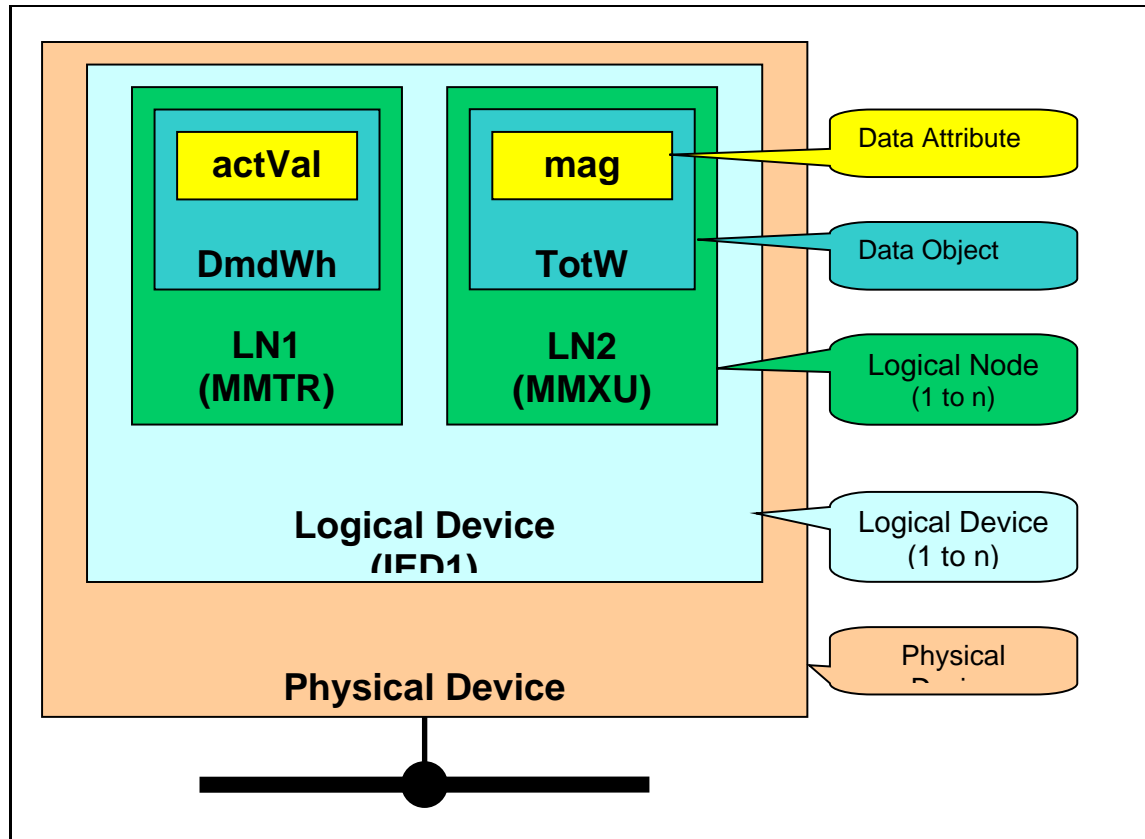 actVal
DmdWh
LN1
(MMTR)
mag
TotW
LN2
(MMXU)
Logical Device
(IED1)
Physical Device
Data Attribute
Data Object
Logical Node
(1 to n)
Logical Device
(1 to n)
Physical